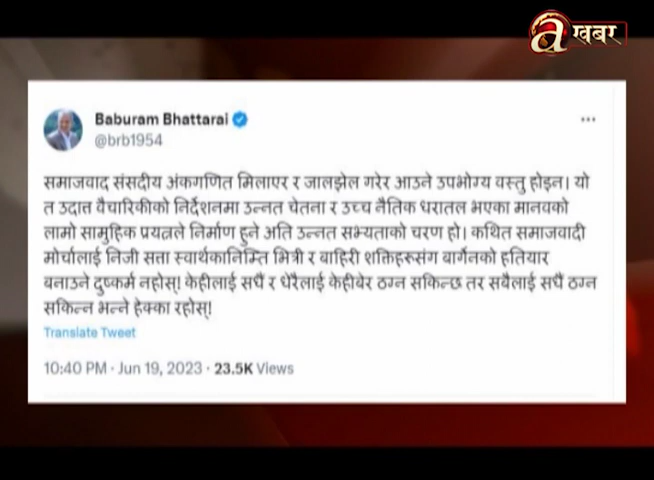 a खबर
Baburam Bhattarai
@brb1954
समाजवाद संसदीय अंकगणित मिलाएर र जालझेल गरेर आउने उपभोग्य वस्तु होइन। यो
त उदात्त वैचारिकीको निर्देशनमा उन्नत चेतना र उच्च नैतिक धरातल भएका मानवको
लामो सामुहिक प्रयत्नले निर्माण हुने अति उन्नत सभ्यताको चरण हो। कथित समाजवादी
मोर्चालाई निजी सत्ता स्वार्थकानिम्ति भित्री र बाहिरी शक्तिहरूसंग बार्गेनको हतियार
बनाउने दुष्कर्म नहोस्! केहीलाई सधैं र धेरैलाई केहीबेर ठग्न सकिन्छ तर सबैलाई सधैं ठग्न
सकिन्न भन्ने हेक्का रहोस्!
Translate Tweet
10:40 PM · Jun 19, 2023 · 23.5K Views